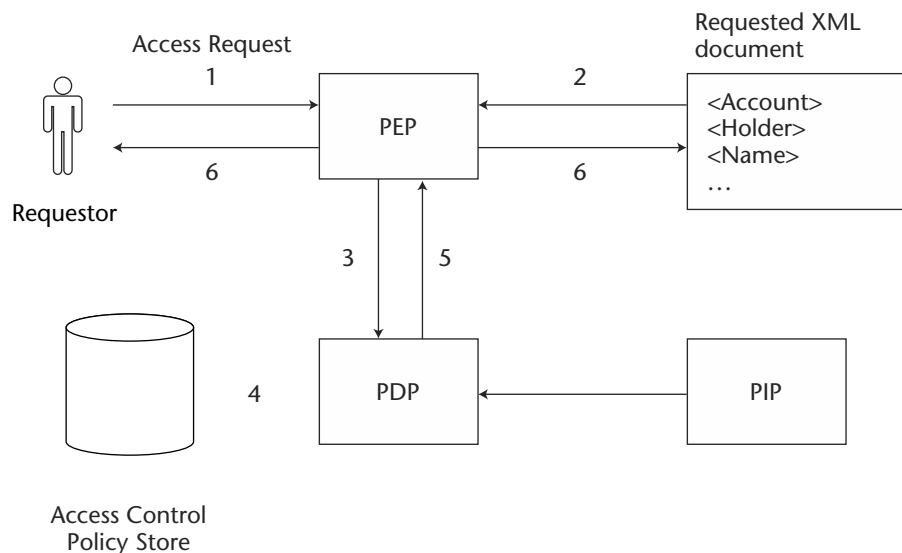 Access Request
Requested XML
document
1
2
<Account>
<Holder>
<Name>
...
PEP
6
6
Requestor
3
5
4
PDP
PIP
Access Control
Policy Store